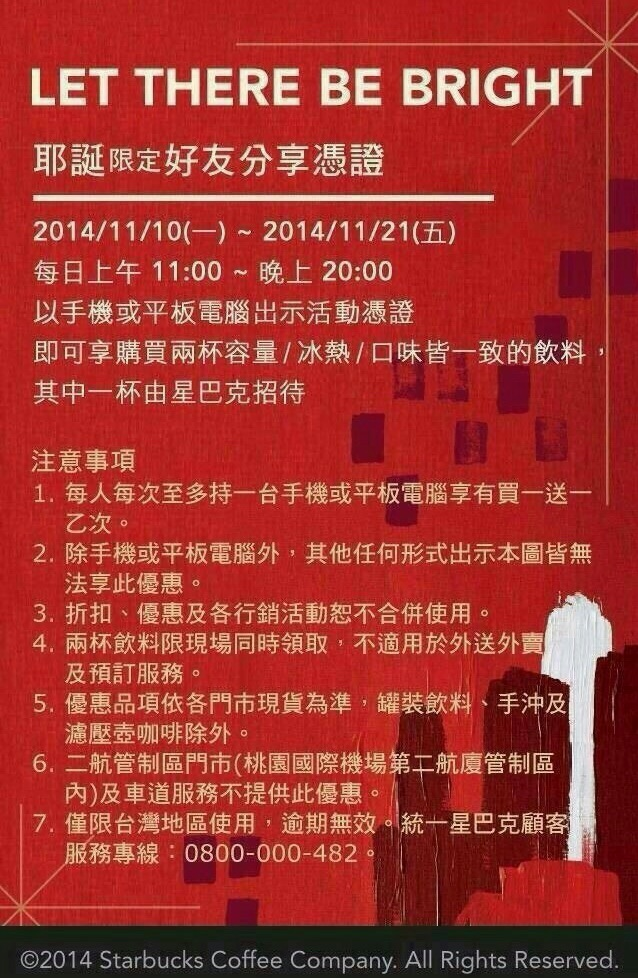 LET THERE BE BRIGHT
耶誕限定好友分享憑證
2014/11/10(一) ~ 2014/11/21(五)
每日上午 11:00 ~ 晚上 20:00
以手機或平板電腦出示活動憑證
即可享購買兩杯容量/冰熱/口味皆一致的飲料，
其中一杯由星巴克招待
注意事項
1. 每人每次至多持一台手機或平板電腦享有買一送一
乙次。
2. 除手機或平板電腦外，其他任何形式出示本圖皆無
法享此優惠。
3. 折扣、優惠及各行銷活動恕不合併使用。
4. 兩杯飲料限現場同時領取，不適用於外送外賣
及預訂服務。
5. 優惠品項依各門市現貨為準，罐裝飲料、手沖及
濾壓壺咖啡除外。
6. 二航管制區門市(桃園國際機場第二航廈管制區
內)及車道服務不提供此優惠。
7. 僅限台灣地區使用，逾期無效。統一星巴克顧客
服務專線：0800-000-482。
©2014 Starbucks Coffee Company. All Rights Reserved.